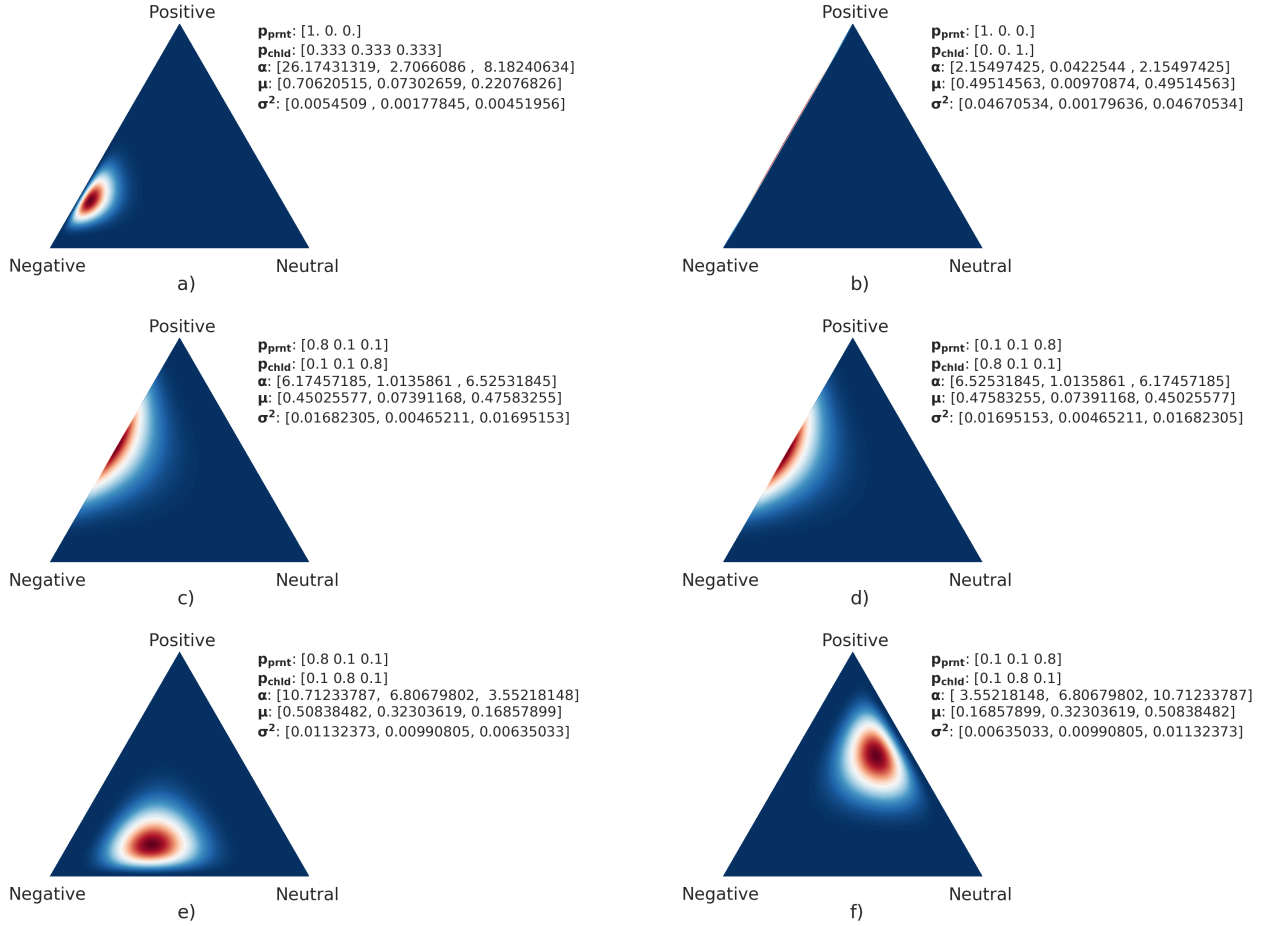 Positive
p_prnt: [1. 0. 0.]
p_chld: [0.333 0.333 0.333]
α: [26.17431319,  2.7066086 ,  8.18240634]
μ: [0.70620515, 0.07302659, 0.22076826]
σ²: [0.0054509 , 0.00177845, 0.00451956]
Negative
Neutral
a)
Positive
p_prnt: [1. 0. 0.]
p_chld: [0. 0. 1.]
α: [2.15497425, 0.0422544 , 2.15497425]
μ: [0.49514563, 0.00970874, 0.49514563]
σ²: [0.04670534, 0.00179636, 0.04670534]
Negative
Neutral
b)
Positive
p_prnt: [0.8 0.1 0.1]
p_chld: [0.1 0.1 0.8]
α: [6.17457185, 1.0135861 , 6.52531845]
μ: [0.45025577, 0.07391168, 0.47583255]
σ²: [0.01682305, 0.00465211, 0.01695153]
Negative
Neutral
c)
Positive
p_prnt: [0.1 0.1 0.8]
p_chld: [0.8 0.1 0.1]
α: [6.52531845, 1.0135861 , 6.17457185]
μ: [0.47583255, 0.07391168, 0.45025577]
σ²: [0.01695153, 0.00465211, 0.01682305]
Negative
Neutral
d)
Positive
p_prnt: [0.8 0.1 0.1]
p_chld: [0.1 0.8 0.1]
α: [10.71233787,  6.80679802,  3.55218148]
μ: [0.50838482, 0.32303619, 0.16857899]
σ²: [0.01132373, 0.00990805, 0.00635033]
Negative
Neutral
e)
Positive
p_prnt: [0.1 0.1 0.8]
p_chld: [0.1 0.8 0.1]
α: [ 3.55218148,  6.80679802, 10.71233787]
μ: [0.16857899, 0.32303619, 0.50838482]
σ²: [0.00635033, 0.00990805, 0.01132373]
Negative
Neutral
f)